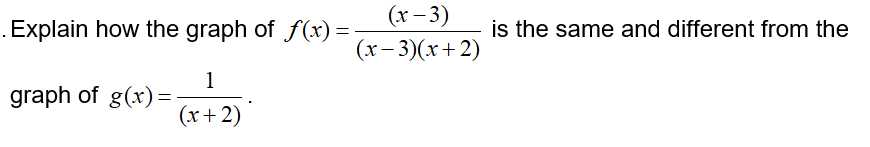 .Explain how the graph of f(x) = (x – 3)/((x – 3)(x + 2)) is the same and different from the
graph of g(x) = 1/(x + 2) .